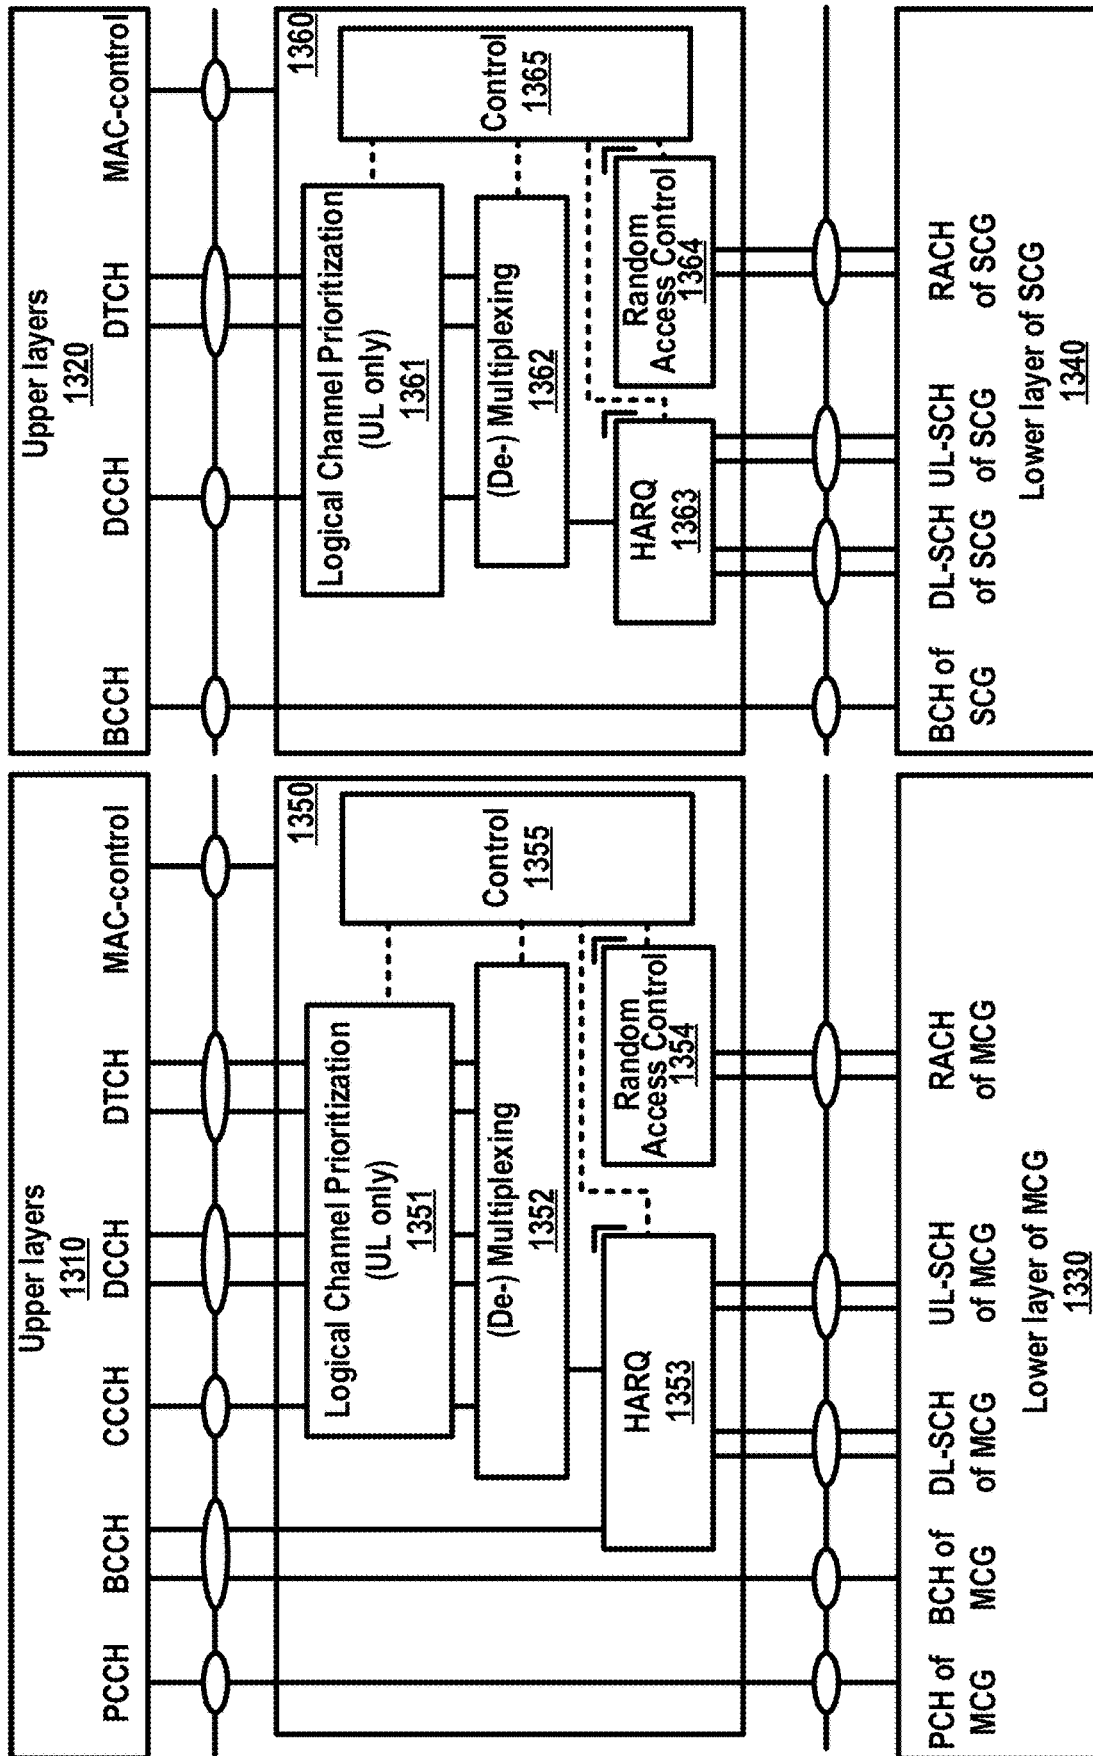 Upper layers
1310
PCCH
BCCH
CCCH
DCCH
DTCH
MAC-control
1350
Logical Channel Prioritization
(UL only)
1351
(De-) Multiplexing
1352
HARQ
1353
Random
Access Control
1354
Control
1355
PCH of
MCG
BCH of
MCG
DL-SCH
of MCG
UL-SCH
of MCG
RACH
of MCG
Lower layer of MCG
1330
Upper layers
1320
BCCH
DCCH
DTCH
MAC-control
1360
Logical Channel Prioritization
(UL only)
1361
(De-) Multiplexing
1362
HARQ
1363
Random
Access Control
1364
Control
1365
BCH of
SCG
DL-SCH
of SCG
UL-SCH
of SCG
RACH
of SCG
Lower layer of SCG
1340